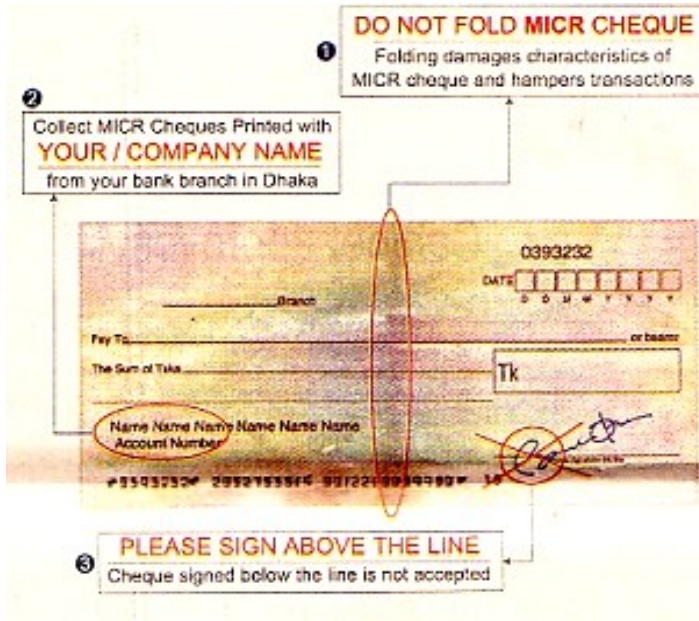 1
DO NOT FOLD MICR CHEQUE
Folding damages characteristics of
MICR cheque and hampers transactions
2
Collect MICR Cheques Printed with
YOUR / COMPANY NAME
from your bank branch in Dhaka
0393232
DATE
D D M M Y Y Y Y
Branch
Pay To or bearer
The Sum of Taka
Tk
Name Name Name Name Name Name
Account Number
3
PLEASE SIGN ABOVE THE LINE
Cheque signed below the line is not accepted